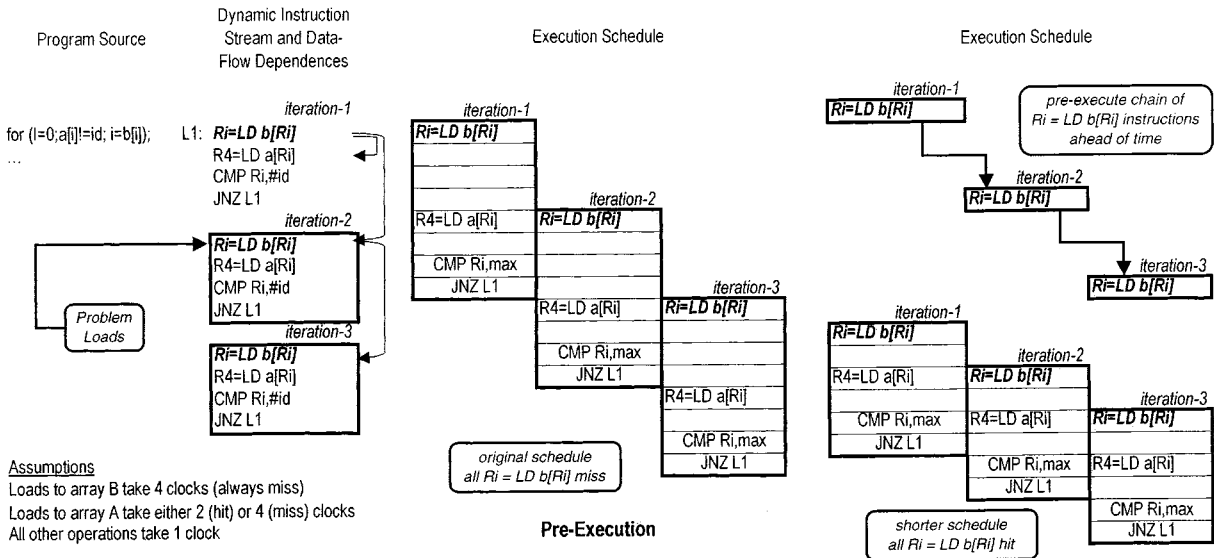 Program Source
Dynamic Instruction
Stream and Data-
Flow Dependences
Execution Schedule
Execution Schedule
for (I=0;a[i]!=id; i=b[i]);
...
iteration-1
L1: Ri=LD b[Ri]
R4=LD a[Ri]
CMP Ri,#id
JNZ L1
iteration-2
Ri=LD b[Ri]
R4=LD a[Ri]
CMP Ri,#id
JNZ L1
iteration-3
Ri=LD b[Ri]
R4=LD a[Ri]
CMP Ri,#id
JNZ L1
Problem
Loads
Assumptions
Loads to array B take 4 clocks (always miss)
Loads to array A take either 2 (hit) or 4 (miss) clocks
All other operations take 1 clock
iteration-1
Ri=LD b[Ri]
R4=LD a[Ri]
CMP Ri,max
JNZ L1
iteration-2
Ri=LD b[Ri]
R4=LD a[Ri]
CMP Ri,max
JNZ L1
iteration-3
Ri=LD b[Ri]
R4=LD a[Ri]
CMP Ri,max
JNZ L1
original schedule
all Ri = LD b[Ri] miss
Pre-Execution
iteration-1
Ri=LD b[Ri]
iteration-2
Ri=LD b[Ri]
iteration-3
Ri=LD b[Ri]
pre-execute chain of
Ri = LD b[Ri] instructions
ahead of time
iteration-1
Ri=LD b[Ri]
R4=LD a[Ri]
CMP Ri,max
JNZ L1
iteration-2
Ri=LD b[Ri]
R4=LD a[Ri]
CMP Ri,max
JNZ L1
iteration-3
Ri=LD b[Ri]
R4=LD a[Ri]
CMP Ri,max
JNZ L1
shorter schedule
all Ri = LD b[Ri] hit